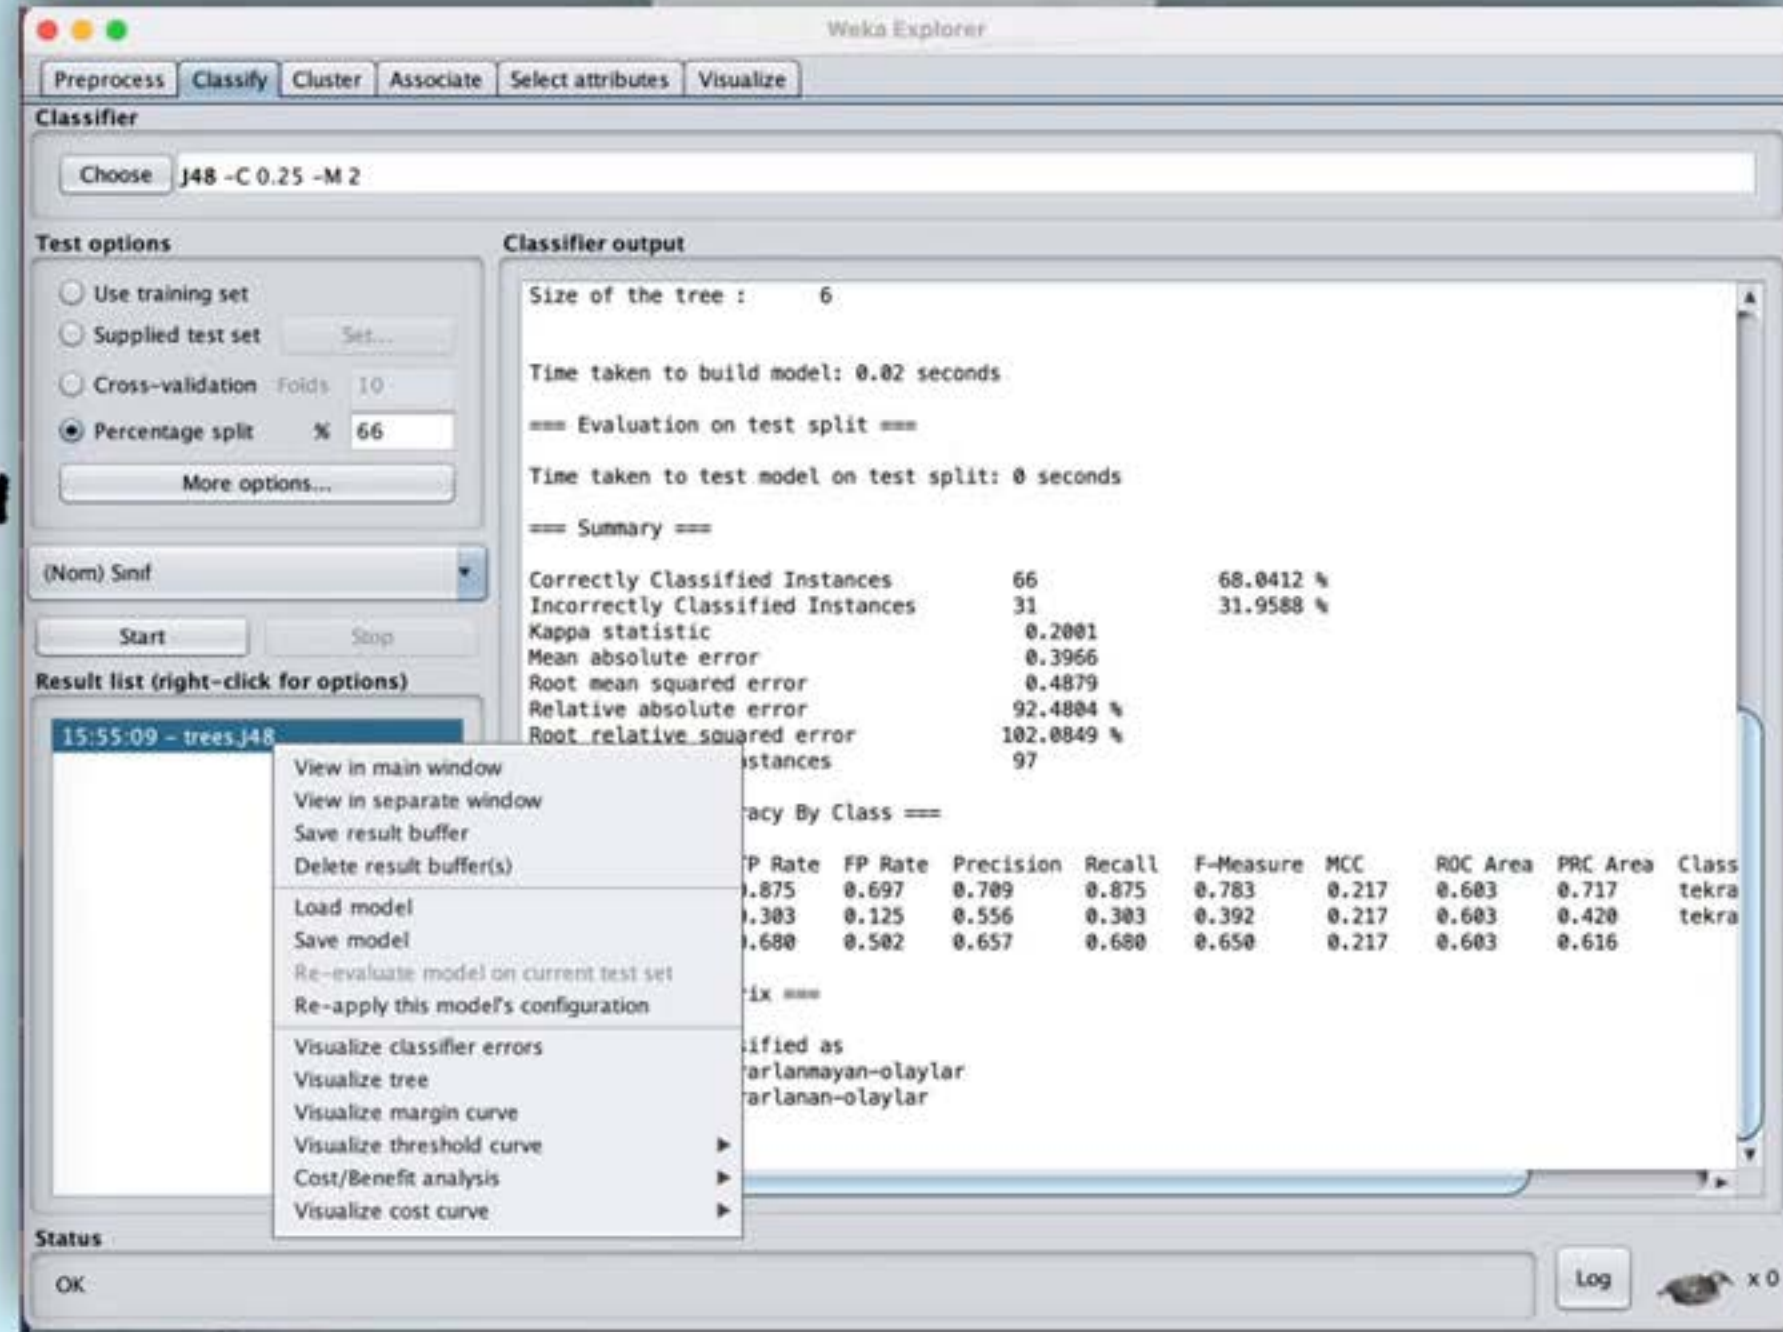 Weka Explorer
Preprocess Classify Cluster Associate Select attributes Visualize
Classifier
Choose J48 -C 0.25 -M 2
Test options
Use training set
Supplied test set Set...
Cross-validation Folds 10
Percentage split % 66
More options...
(Nom) Sınıf
Start Stop
Result list (right-click for options)
15:55:09 - trees.J48
View in main window
View in separate window
Save result buffer
Delete result buffer(s)
Load model
Save model
Re-evaluate model on current test set
Re-apply this model's configuration
Visualize classifier errors
Visualize tree
Visualize margin curve
Visualize threshold curve
Cost/Benefit analysis
Visualize cost curve
Classifier output
Size of the tree : 6
Time taken to build model: 0.02 seconds
=== Evaluation on test split ===
Time taken to test model on test split: 0 seconds
=== Summary ===
Correctly Classified Instances 66 68.0412 %
Incorrectly Classified Instances 31 31.9588 %
Kappa statistic 0.2001
Mean absolute error 0.3966
Root mean squared error 0.4879
Relative absolute error 92.4804 %
Root relative squared error 102.0849 %
stances 97
racy By Class ===
TP Rate FP Rate Precision Recall F-Measure MCC ROC Area PRC Area Class
.875 0.697 0.709 0.875 0.783 0.217 0.603 0.717 tekra
.303 0.125 0.556 0.303 0.392 0.217 0.603 0.420 tekra
.680 0.502 0.657 0.680 0.650 0.217 0.603 0.616
ix ===
ified as
arlanmayan-olaylar
arlanan-olaylar
Status
OK
Log x 0